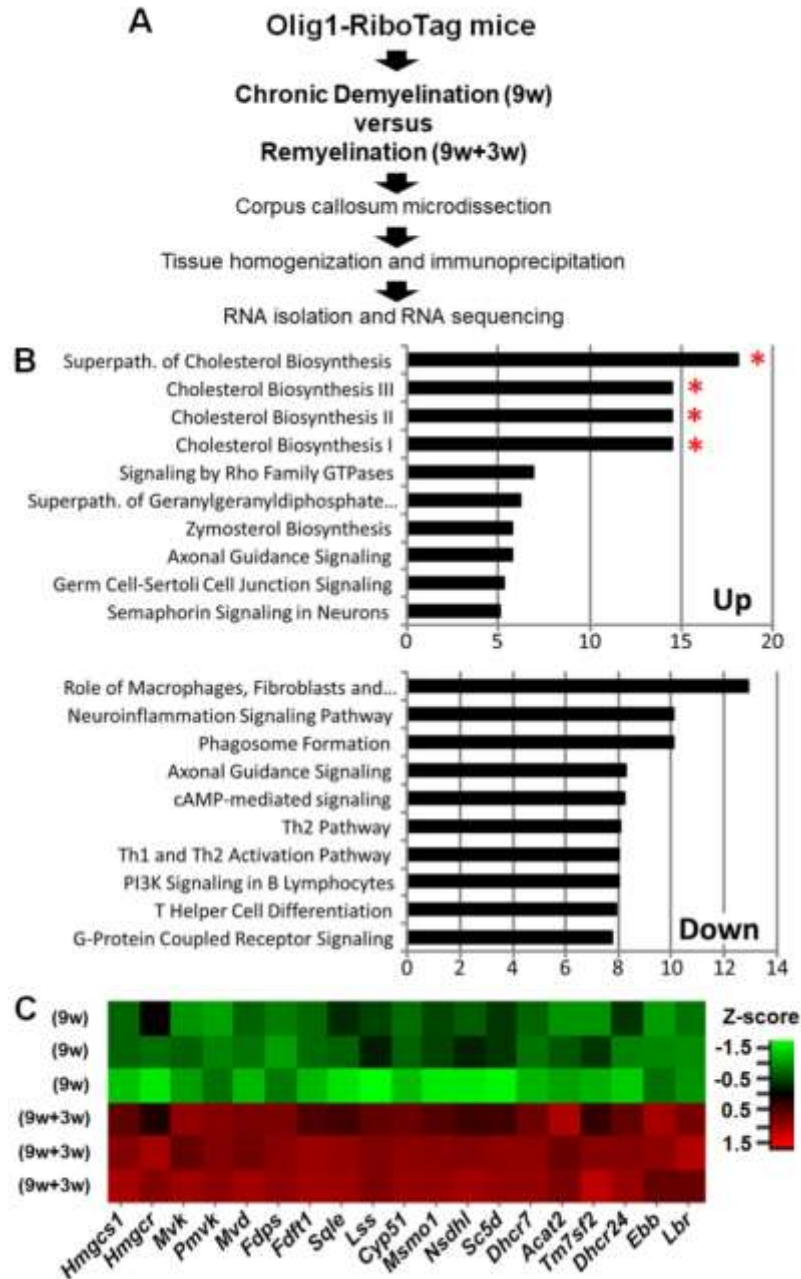 A
Olig1-RiboTag mice
Chronic Demyelination (9w)
versus
Remyelination (9w+3w)
Corpus callosum microdissection
Tissue homogenization and immunoprecipitation
RNA isolation and RNA sequencing
B
Superpath. of Cholesterol Biosynthesis *
Cholesterol Biosynthesis III *
Cholesterol Biosynthesis II *
Cholesterol Biosynthesis I *
Signaling by Rho Family GTPases
Superpath. of Geranylgeranyldiphosphate...
Zymosterol Biosynthesis
Axonal Guidance Signaling
Germ Cell-Sertoli Cell Junction Signaling
Semaphorin Signaling in Neurons
Up
0 5 10 15 20
Role of Macrophages, Fibroblasts and...
Neuroinflammation Signaling Pathway
Phagosome Formation
Axonal Guidance Signaling
cAMP-mediated signaling
Th2 Pathway
Th1 and Th2 Activation Pathway
PI3K Signaling in B Lymphocytes
T Helper Cell Differentiation
G-Protein Coupled Receptor Signaling
Down
0 2 4 6 8 10 12 14
C
(9w)
(9w)
(9w)
(9w+3w)
(9w+3w)
(9w+3w)
Z-score
-1.5
-0.5
0.5
1.5
Hmgcs1 Hmgcr Mvk Pmvk Mvd Fdps Fdft1 Sqle Lss Cyp51 Msmo1 Nsdhl Sc5d Dhcr7 Acat2 Tm7sf2 Dhcr24 Ebb Lbr